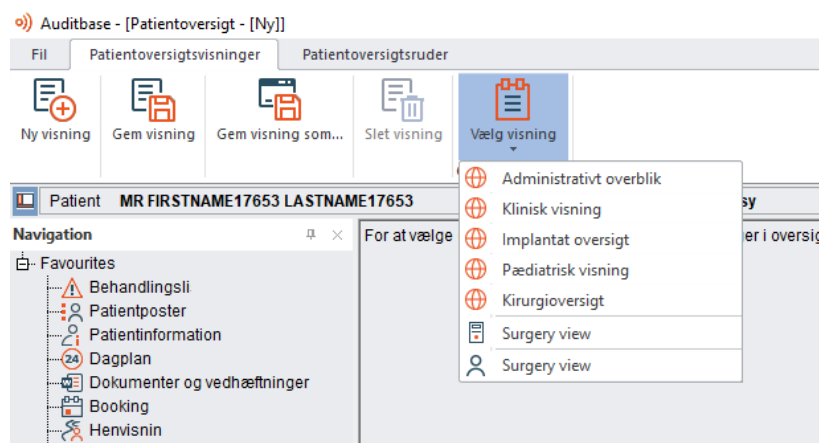 Auditbase - [Patientoversigt - [Ny]]
Fil Patientoversigtsvisninger Patientoversigtsruder
Ny visning Gem visning Gem visning som... Slet visning Vælg visning
Patient MR FIRSTNAME17653 LASTNAME17653 sy
Navigation
For at vælge er i oversig
Administrativt overblik
Klinisk visning
Implantat oversigt
Pædiatrisk visning
Kirurgioversigt
Surgery view
Surgery view
Favourites
Behandlingsli
Patientposter
Patientinformation
24 Dagplan
Dokumenter og vedhæftninger
Booking
Henvisnin